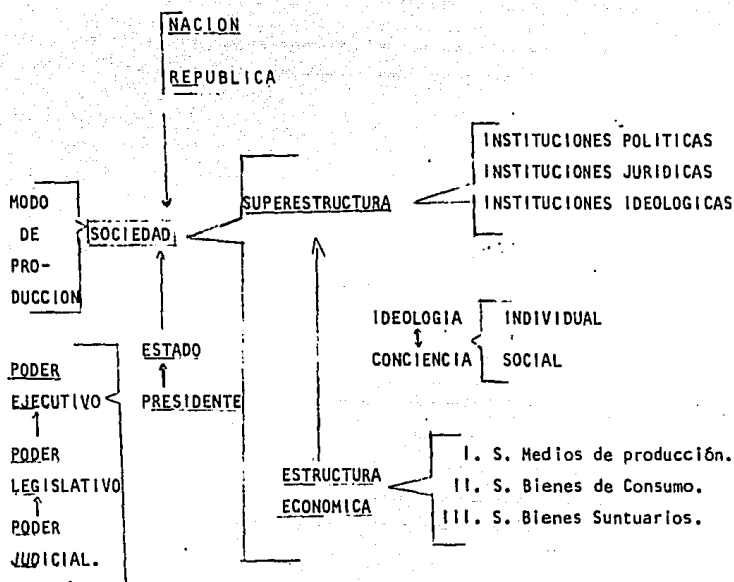 NACION
REPUBLICA
MODO
DE
PRO-
DUCCION
SOCIEDAD
SUPERESTRUCTURA
INSTITUCIONES POLITICAS
INSTITUCIONES JURIDICAS
INSTITUCIONES IDEOLOGICAS
IDEOLOGIA
CONCIENCIA
INDIVIDUAL
SOCIAL
ESTADO
PRESIDENTE
PODER
EJECUTIVO
PODER
LEGISLATIVO
PODER
JUDICIAL.
ESTRUCTURA
ECONOMICA
I. S. Medios de producción.
II. S. Bienes de Consumo.
III. S. Bienes Suntuarios.